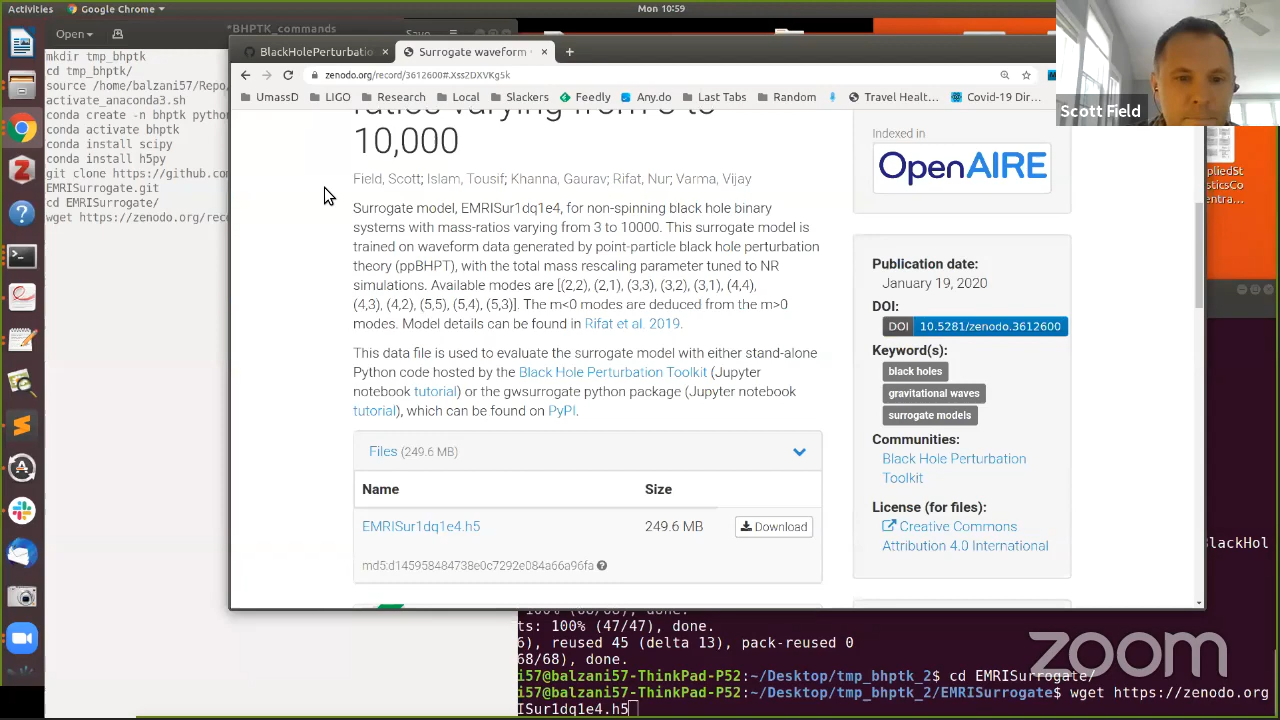 Activities
Google Chrome
Mon 10:59
Open
*BHPTK_commands
Save
mkdir tmp_bhptk
cd tmp_bhptk/
source /home/balzani57/Repo/
activate_anaconda3.sh
conda create -n bhptk python
conda activate bhptk
conda install scipy
conda install h5py
git clone https://github.com
EMRISurrogate.git
cd EMRISurrogate/
wget https://zenodo.org/reco
BlackHolePerturbatio
Surrogate waveform
zenodo.org/record/3612600#.Xss2DXVKg5k
UmassD
LIGO
Research
Local
Slackers
Feedly
Any.do
Last Tabs
Random
Travel Healt...
Covid-19 Dir...
Scott Field
10,000
Field, Scott; Islam, Tousif; Khanna, Gaurav; Rifat, Nur; Varma, Vijay
Surrogate model, EMRISur1dq1e4, for non-spinning black hole binary
systems with mass-ratios varying from 3 to 10000. This surrogate model is
trained on waveform data generated by point-particle black hole perturbation
theory (ppBHPT), with the total mass rescaling parameter tuned to NR
simulations. Available modes are [(2,2), (2,1), (3,3), (3,2), (3,1), (4,4),
(4,3), (4,2), (5,5), (5,4), (5,3)]. The m<0 modes are deduced from the m>0
modes. Model details can be found in Rifat et al. 2019.
This data file is used to evaluate the surrogate model with either stand-alone
Python code hosted by the Black Hole Perturbation Toolkit (Jupyter
notebook tutorial) or the gwsurrogate python package (Jupyter notebook
tutorial), which can be found on PyPI.
Files (249.6 MB)
Name Size
EMRISur1dq1e4.h5 249.6 MB Download
md5:d145958484738e0c7292e084a66a96fa
Indexed in
OpenAIRE
Publication date:
January 19, 2020
DOI:
DOI 10.5281/zenodo.3612600
Keyword(s):
black holes
gravitational waves
surrogate models
Communities:
Black Hole Perturbation
Toolkit
License (for files):
Creative Commons
Attribution 4.0 International
BlackHol
ts: 100% (47/47), done.
6), reused 45 (delta 13), pack-reused 0
68/68), done.
i57@balzani57-ThinkPad-P52:~/Desktop/tmp_bhptk_2$ cd EMRISurrogate/
i57@balzani57-ThinkPad-P52:~/Desktop/tmp_bhptk_2/EMRISurrogate$ wget https://zenodo.org
ISur1dq1e4.h5
zoom